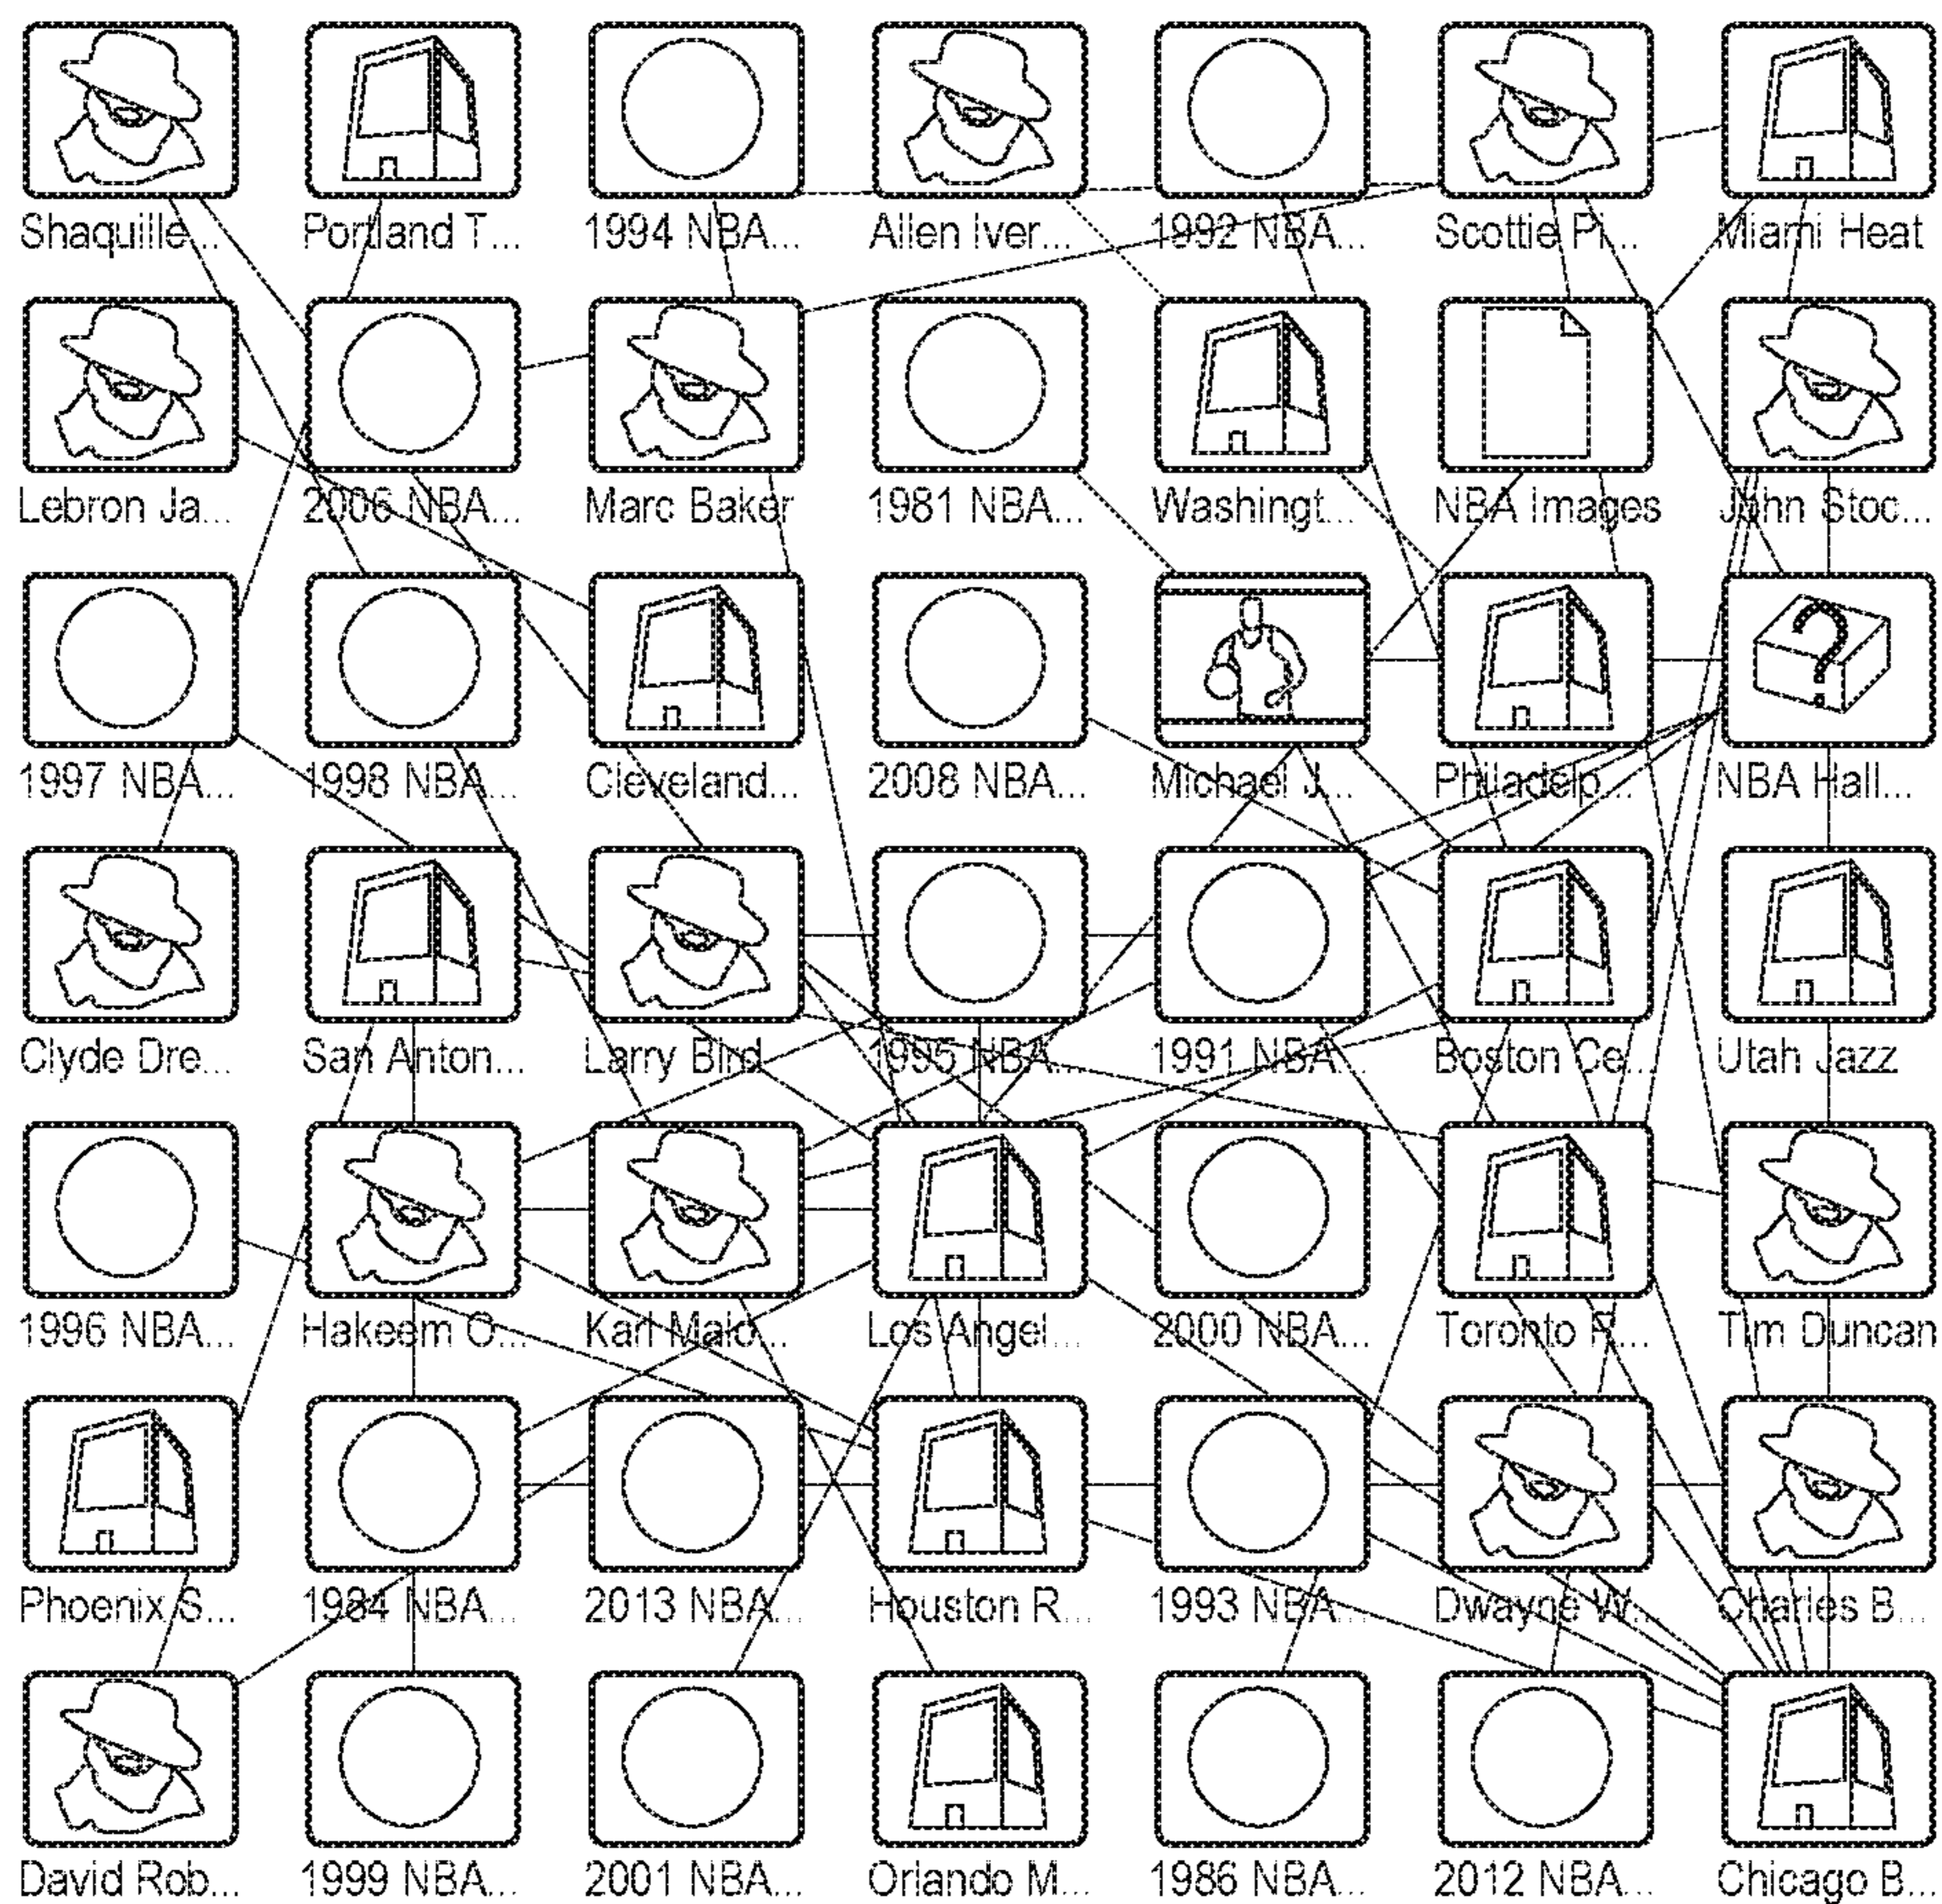 Shaquille...
Portland T...
1994 NBA...
Allen Iver...
1992 NBA...
Scottie Pi...
Miami Heat
Lebron Ja...
2006 NBA...
Marc Baker
1981 NBA...
Washingt...
NBA Images
John Stoc...
1997 NBA...
1998 NBA...
Cleveland...
2008 NBA...
Michael J...
Philadelp...
NBA Hall...
Clyde Dre...
San Anton...
Larry Bird
1995 NBA...
1991 NBA...
Boston Ce...
Utah Jazz
1996 NBA...
Hakeem O...
Karl Malo...
Los Angel...
2000 NBA...
Toronto R...
Tim Duncan
Phoenix S...
1984 NBA...
2013 NBA...
Houston R...
1993 NBA...
Dwayne W...
Charles B...
David Rob...
1999 NBA...
2001 NBA...
Orlando M...
1986 NBA...
2012 NBA...
Chicago B...